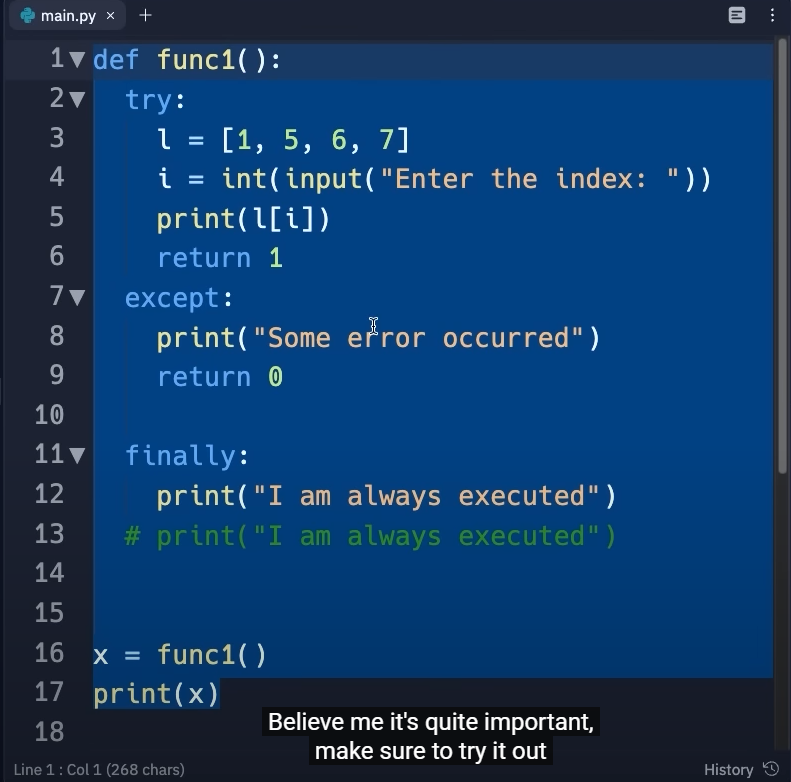 main.py × +
1 def func1():
2 try:
3 l = [1, 5, 6, 7]
4 i = int(input("Enter the index: "))
5 print(l[i])
6 return 1
7 except:
8 print("Some error occurred")
9 return 0
10
11 finally:
12 print("I am always executed")
13 # print("I am always executed")
14
15
16 x = func1()
17 print(x)
18
Believe me it's quite important,
make sure to try it out
Line 1 : Col 1 (268 chars) History